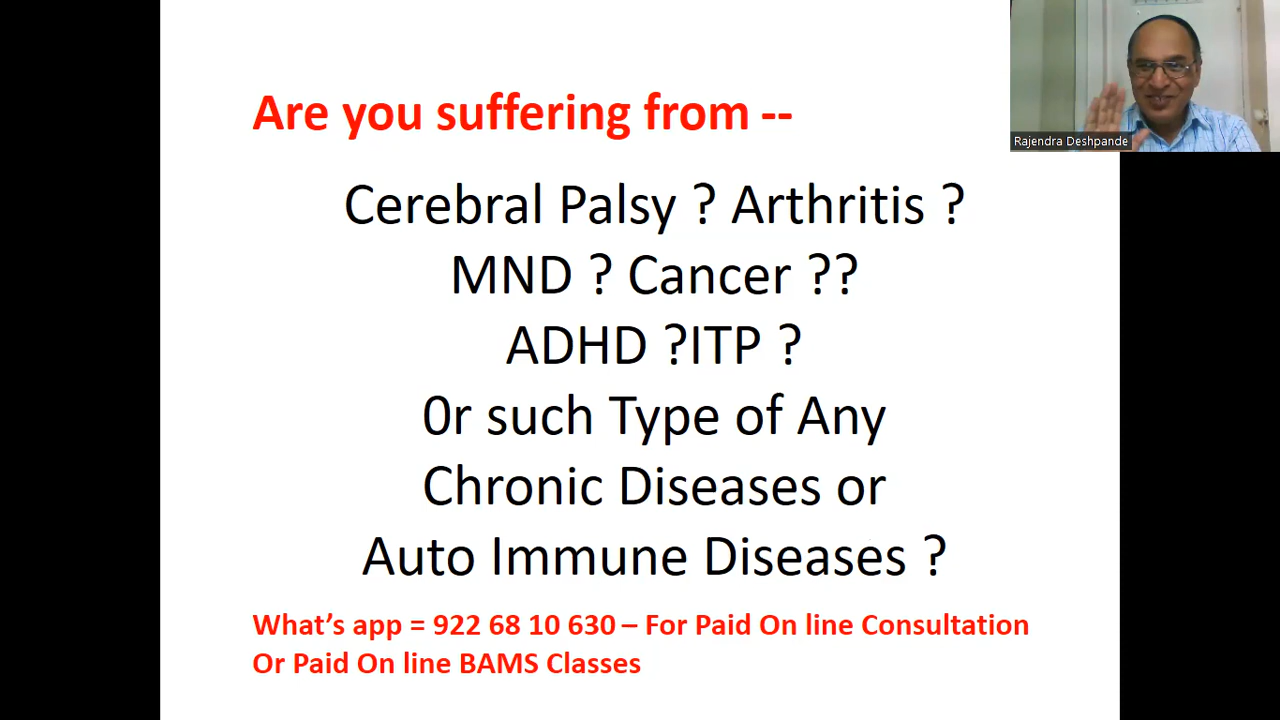 Rajendra Deshpande
Are you suffering from --
Cerebral Palsy ? Arthritis ?
MND ? Cancer ??
ADHD ?ITP ?
0r such Type of Any
Chronic Diseases or
Auto Immune Diseases ?
What’s app = 922 68 10 630 – For Paid On line Consultation
Or Paid On line BAMS Classes